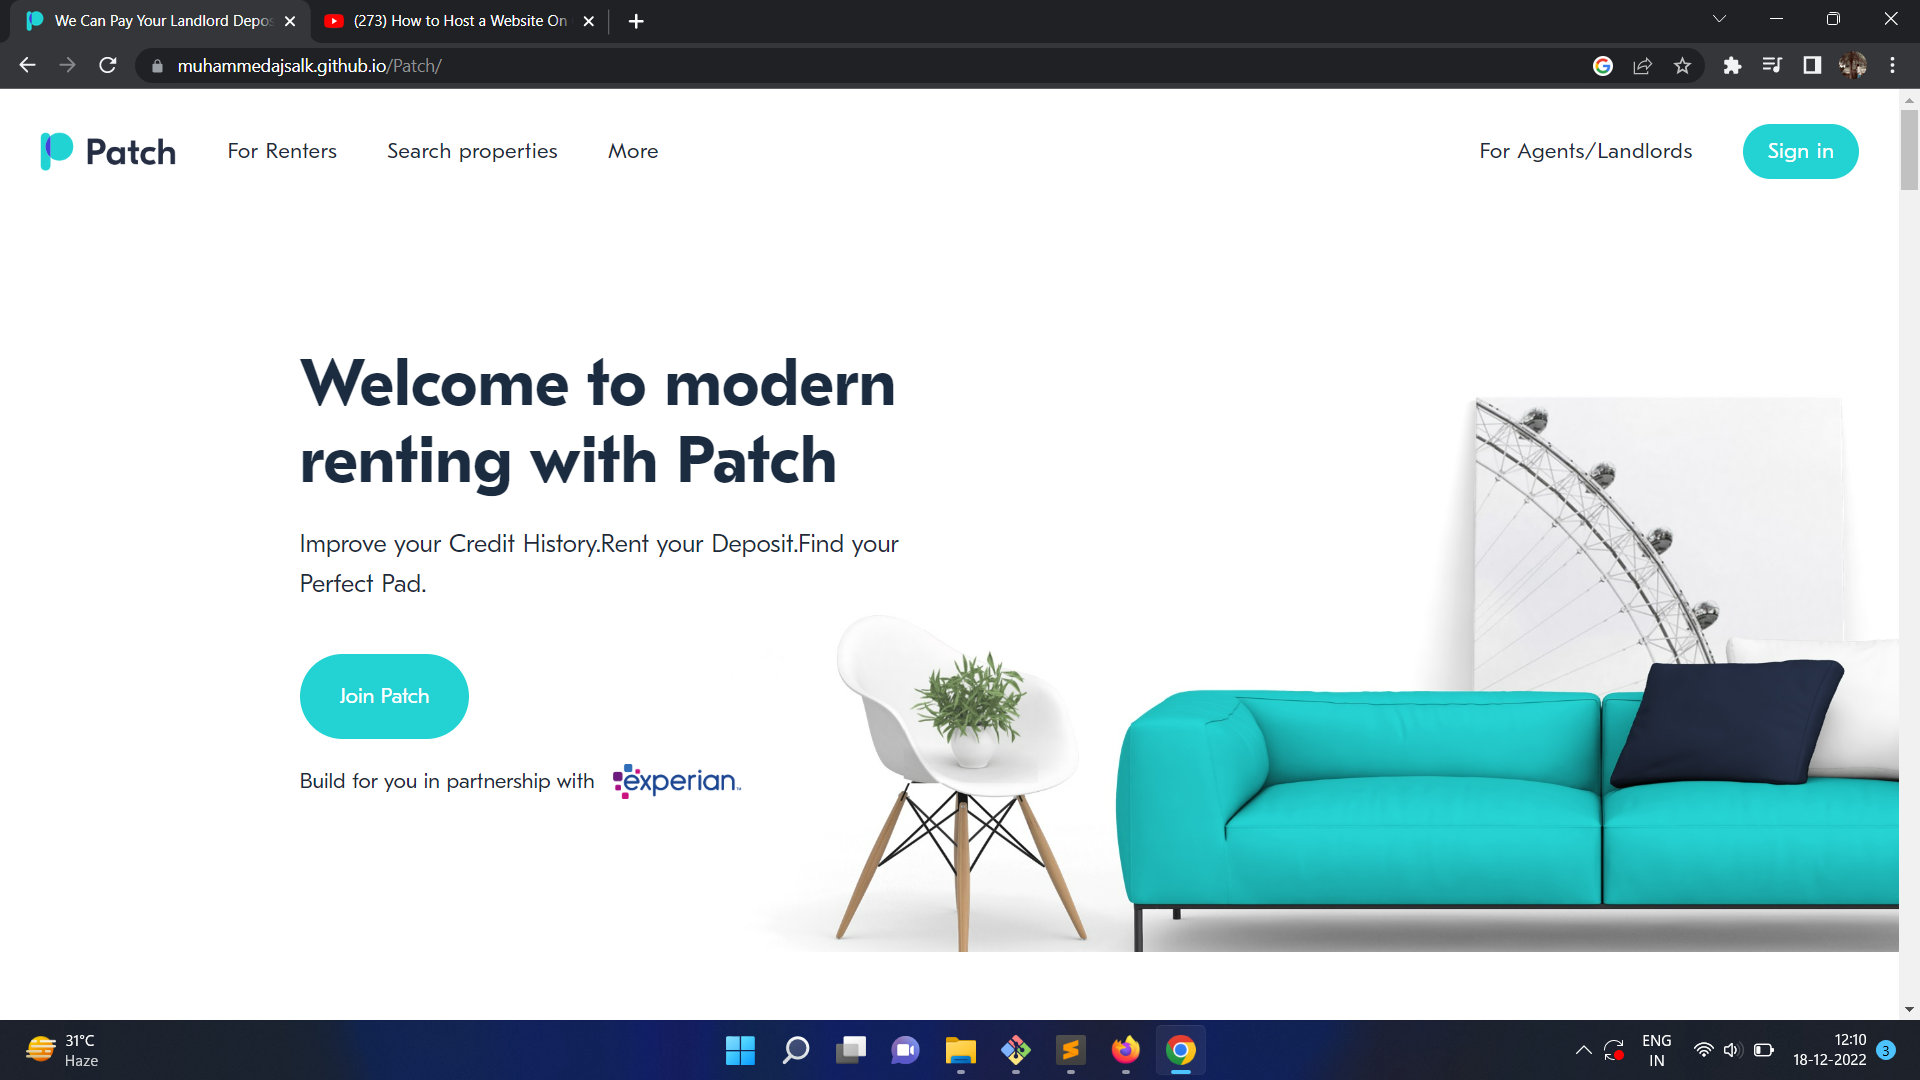 We Can Pay Your Landlord Depos
(273) How to Host a Website On
muhammedajsalk.github.io/Patch/
Patch
For Renters
Search properties
More
For Agents/Landlords
Sign in
Welcome to modern
renting with Patch
Improve your Credit History.Rent your Deposit.Find your
Perfect Pad.
Join Patch
Build for you in partnership with
experian™
31°C
Haze
ENG
IN
12:10
18-12-2022
3